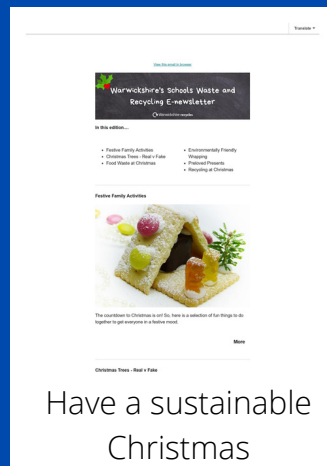 Translate
View this email in browser
Warwickshire's Schools Waste and
Recycling E-newsletter
Warwickshire recycles
In this edition....
Festive Family Activities
Christmas Trees - Real v Fake
Food Waste at Christmas
Environmentally Friendly
Wrapping
Preloved Presents
Recycling at Christmas
Festive Family Activities
The countdown to Christmas is on! So, here is a selection of fun things to do
together to get everyone in a festive mood.
More
Christmas Trees - Real v Fake
Have a sustainable
Christmas